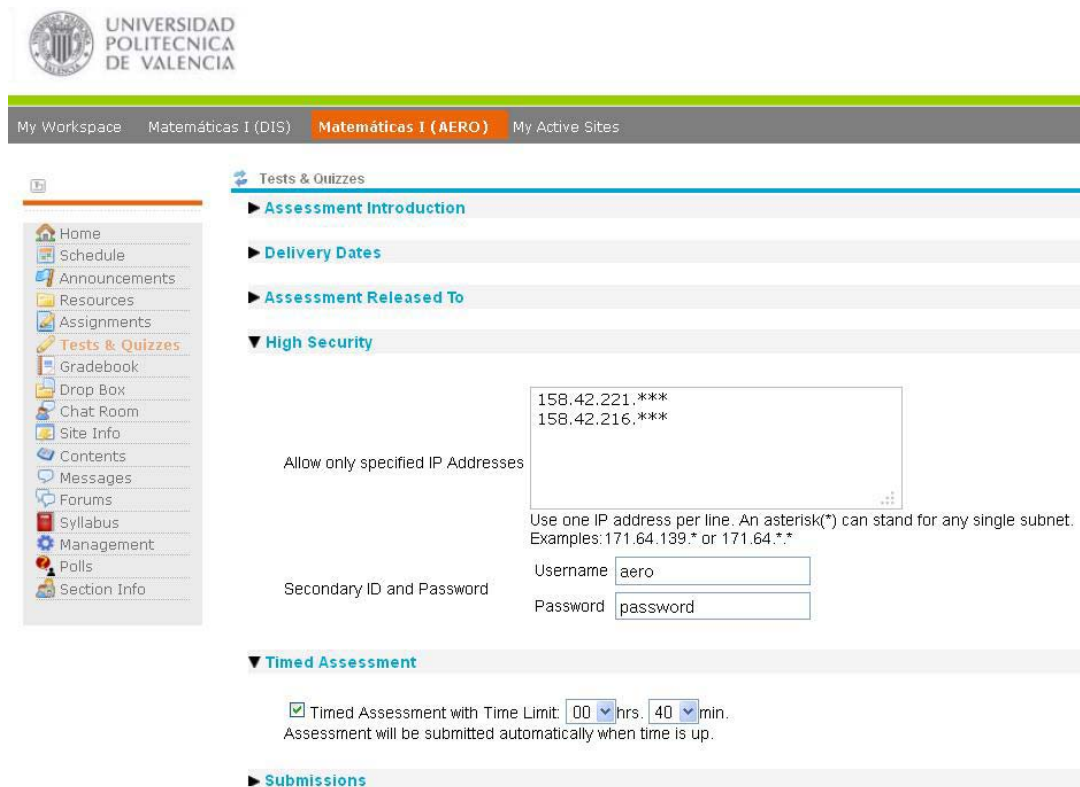 UNIVERSIDAD
POLITECNICA
DE VALENCIA
My Workspace Matemáticas I (DIS) Matemáticas I (AERO) My Active Sites
Tests & Quizzes
Assessment Introduction
Delivery Dates
Assessment Released To
High Security
Home
Schedule
Announcements
Resources
Assignments
Tests & Quizzes
Gradebook
Drop Box
Chat Room
Site Info
Contents
Messages
Forums
Syllabus
Management
Polls
Section Info
158.42.221.***
158.42.216.***
Allow only specified IP Addresses
Use one IP address per line. An asterisk(*) can stand for any single subnet.
Examples:171.64.139.* or 171.64.*.*
Secondary ID and Password
Username aero
Password password
Timed Assessment
Timed Assessment with Time Limit: 00 hrs. 40 min.
Assessment will be submitted automatically when time is up.
Submissions